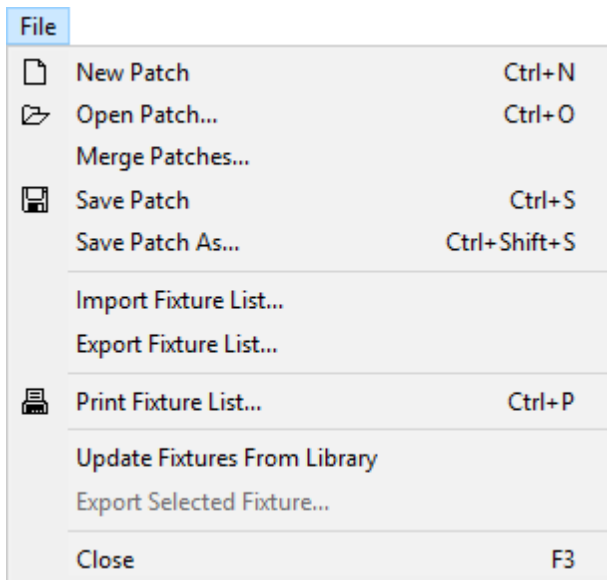 File
New Patch Ctrl+N
Open Patch... Ctrl+O
Merge Patches...
Save Patch Ctrl+S
Save Patch As... Ctrl+Shift+S
Import Fixture List...
Export Fixture List...
Print Fixture List... Ctrl+P
Update Fixtures From Library
Export Selected Fixture...
Close F3